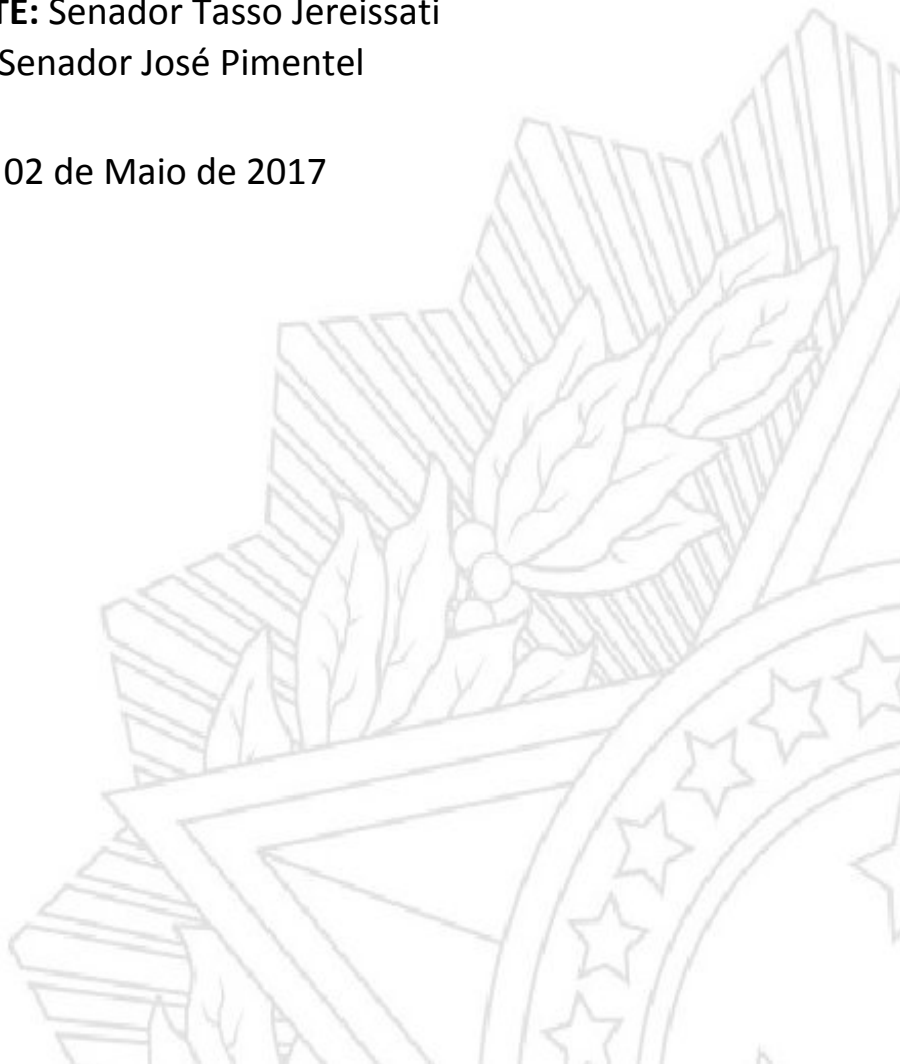 TE: Senador Tasso Jereissati
Senador José Pimentel
02 de Maio de 2017